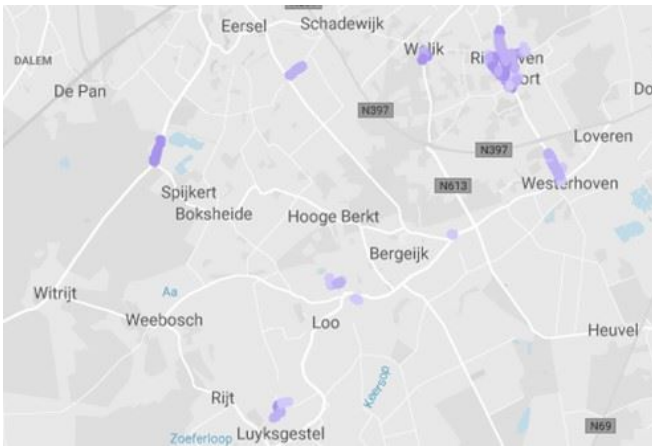 Eersel
Schadewijk
DALEM
Walik
De Pan
N397
Loveren
N397
Spijkert
N613
Westerhoven
Boksheide
Hooge Berkt
Bergeijk
Witrijt
Aa
Weebosch
Loo
Heuvel
Keersop
Rijt
Luyksgestel
Zoeferloop
N69